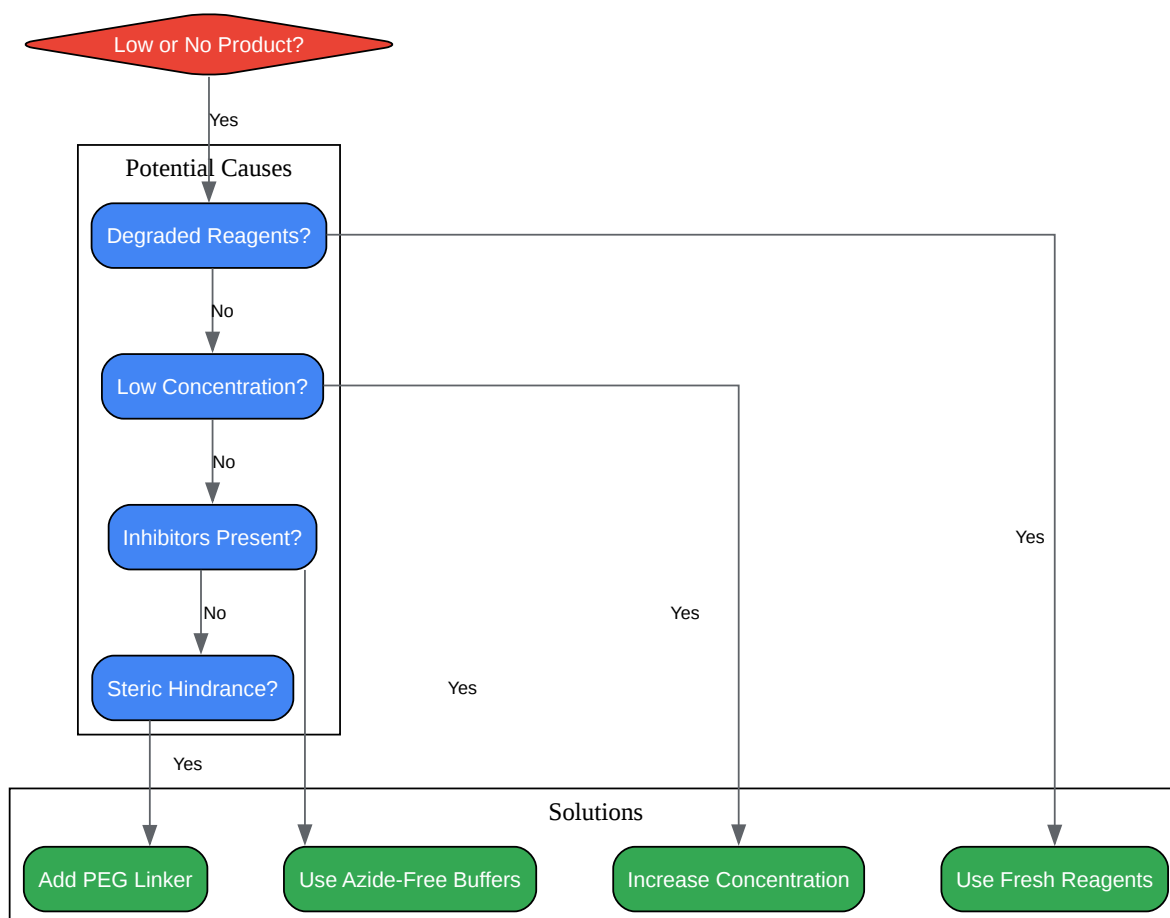 Low or No Product?
Yes
Potential Causes
Degraded Reagents?
No
Low Concentration?
No
Inhibitors Present?
Yes
No
Yes
Steric Hindrance?
Yes
Yes
Solutions
Add PEG Linker
Use Azide-Free Buffers
Increase Concentration
Use Fresh Reagents